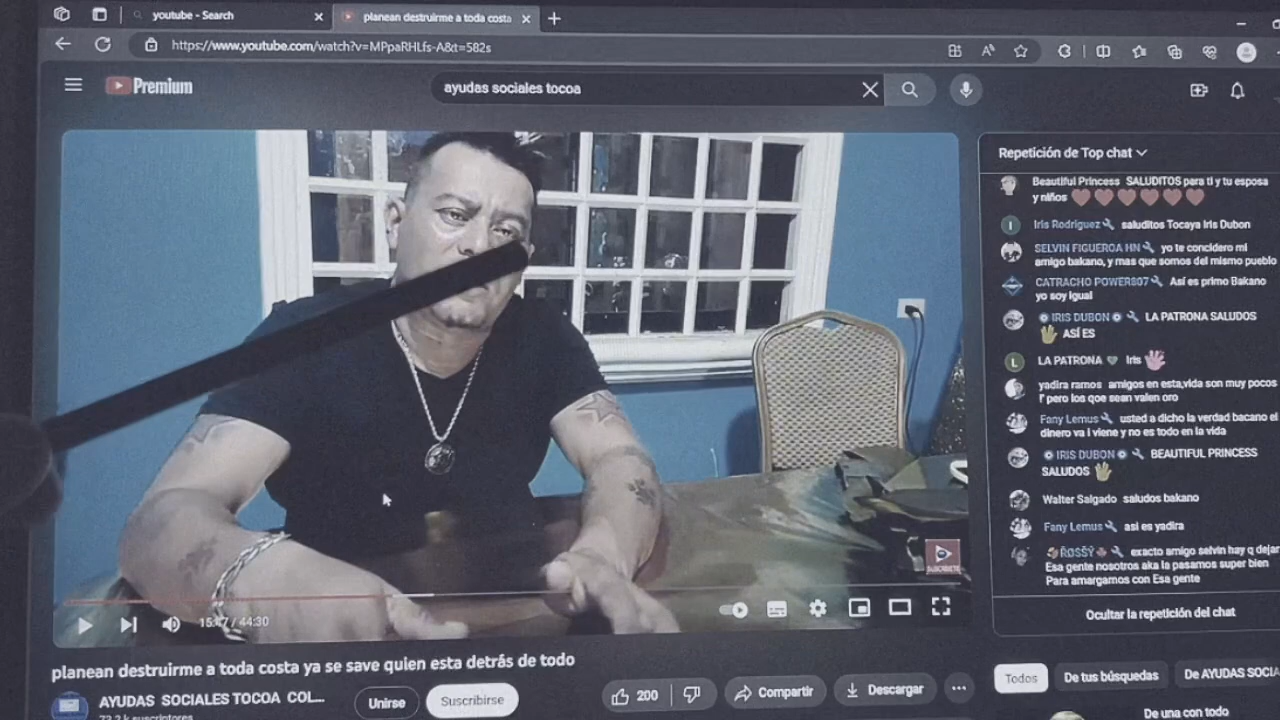 youtube - Search
planean destruirme a toda costa
https://www.youtube.com/watch?v=MPpaRHLfs-A&t=582s
Premium
ayudas sociales tocoa
Repetición de Top chat
Beautiful Princess SALUDITOS para ti y tu esposa
y niños
Iris Rodriguez saluditos Tocaya Iris Dubon
SELVIN FIGUEROA HN yo te concidero mi
amigo bakano, y mas que somos del mismo pueblo
CATRACHO POWER807 Así es primo Bakano
yo soy igual
IRIS DUBON LA PATRONA SALUDOS
ASÍ ES
LA PATRONA Iris
yadira ramos amigos en esta,vida son muy pocos
pero los que sean valen oro
Fany Lemus usted a dicho la verdad bacano el
dinero va i viene y no es todo en la vida
IRIS DUBON BEAUTIFUL PRINCESS
SALUDOS
Walter Salgado saludos bakano
Fany Lemus asi es yadira
ŘØSSÝ exacto amigo selvin hay q dejar
Esa gente nosotros aka la pasamos super bien
Para amargarnos con Esa gente
SUSCRIBETE
/ 44:30
Ocultar la repetición del chat
planean destruirme a toda costa ya se save quien esta detrás de todo
AYUDAS SOCIALES TOCOA COL...
Unirse
Suscribirse
200
Compartir
Descargar
Todos
De tus búsquedas
De AYUDAS SOCIA
De una con todo